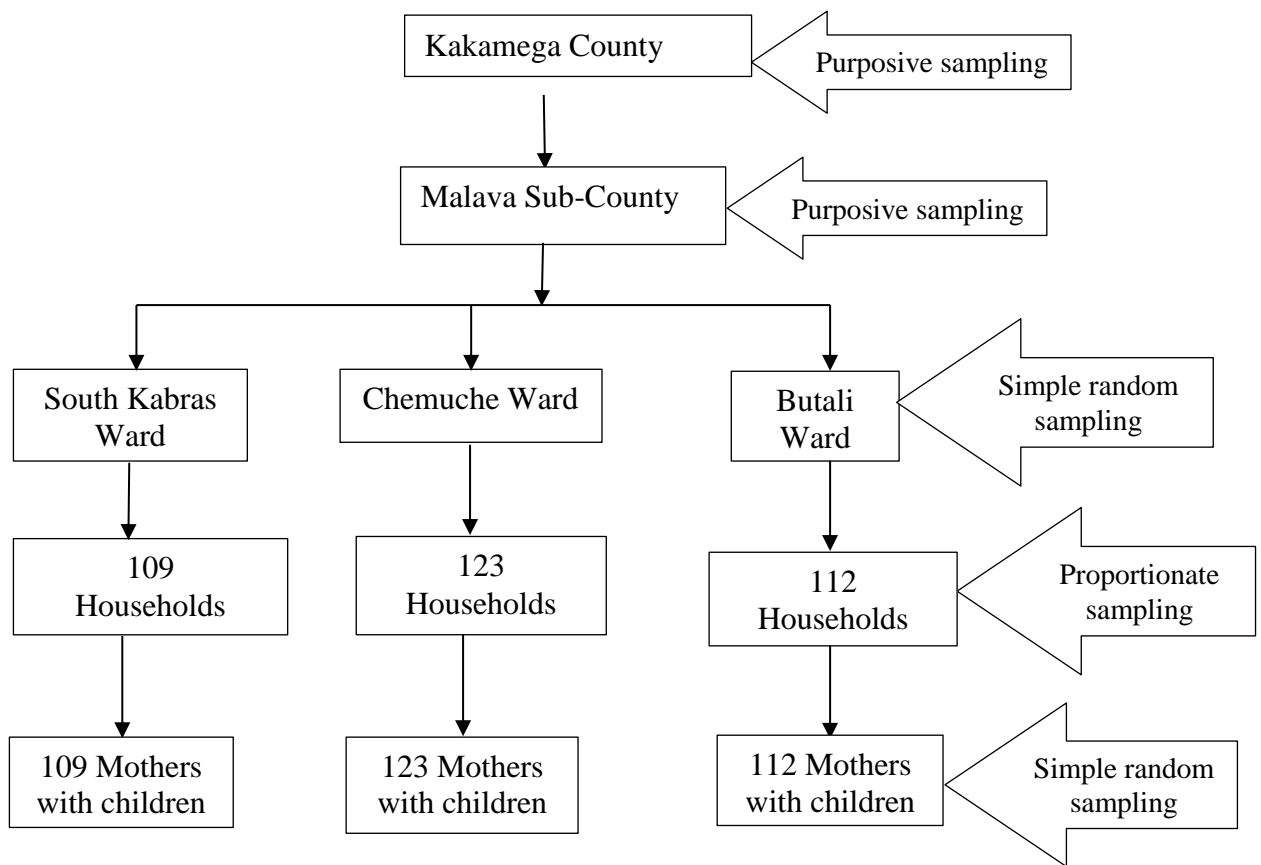 Kakamega County
Purposive sampling
Malava Sub-County
Purposive sampling
South Kabras
Ward
Chemuche Ward
Butali
Ward
Simple random
sampling
109
Households
123
Households
112
Households
Proportionate
sampling
109 Mothers
with children
123 Mothers
with children
112 Mothers
with children
Simple random
sampling